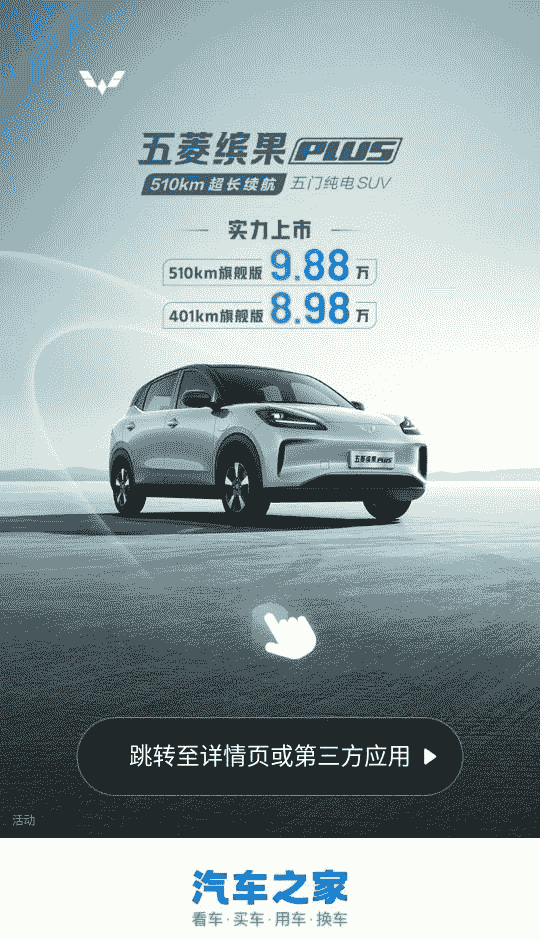 五菱缤果PLUS
510km超长续航 五门纯电SUV
实力上市
510km旗舰版 9.88万
401km旗舰版 8.98万
五菱缤果PLUS
跳转至详情页或第三方应用
活动
汽车之家
看车·买车·用车·换车